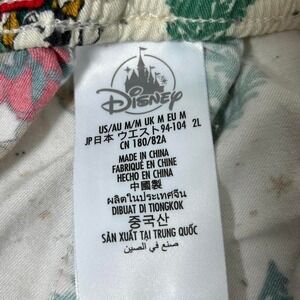 Disney
US/AU M/M UK M EU M
JP日本 ウエスト94-104 2L
CN 180/82A
MADE IN CHINA
FABRIQUÉ EN CHINE
HECHO EN CHINA
中國製
ผลิตในประเทศจีน
DIBUAT DI TIONGKOK
중국산
SẢN XUẤT TẠI TRUNG QUỐC
صنع في الصين